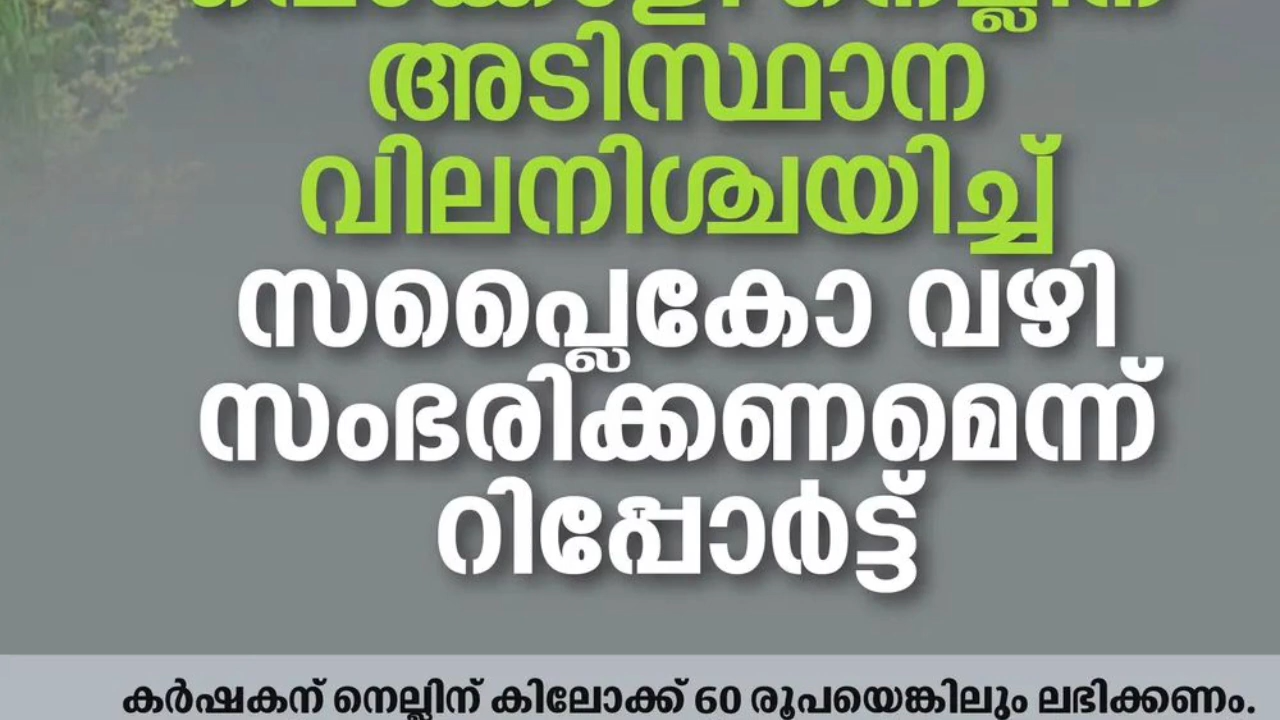 പൊക്കാളി നെല്ലിന്
അടിസ്ഥാന
വിലനിശ്ചയിച്ച്
സപ്ലൈകോ വഴി
സംഭരിക്കണമെന്ന്
റിപ്പോർട്ട്
കർഷകന് നെല്ലിന് കിലോക്ക് 60 രൂപയെങ്കിലും ലഭിക്കണം.